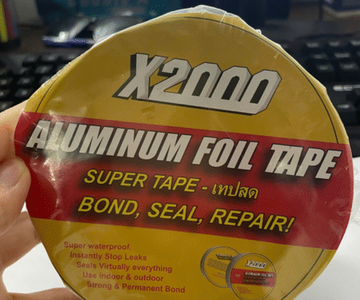 X2000
ALUMINUM FOIL TAPE
SUPER TAPE - เทปสด
BOND, SEAL, REPAIR!
Super waterproof
Instantly Stop Leaks
Seals Virtually everything
Use indoor & outdoor
Strong & Permanent Bond